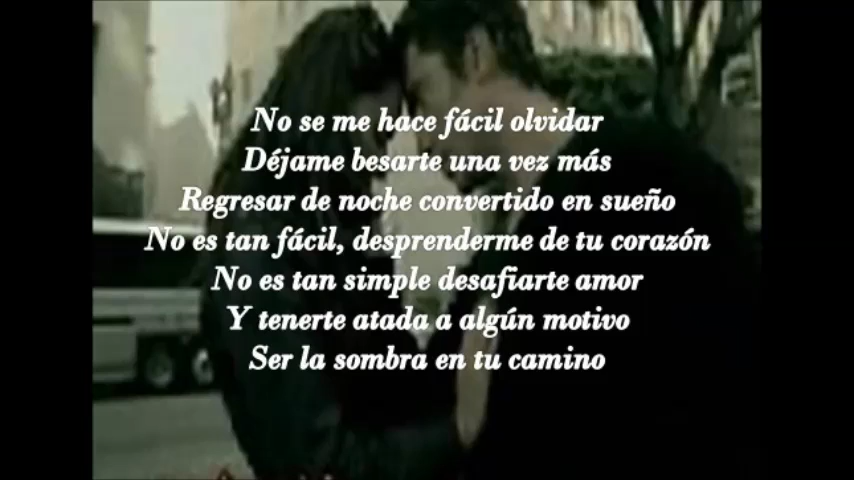 No se me hace fácil olvidar
Déjame besarte una vez más
Regresar de noche convertido en sueño
No es tan fácil, desprenderme de tu corazón
No es tan simple desafiarte amor
Y tenerte atada a algún motivo
Ser la sombra en tu camino